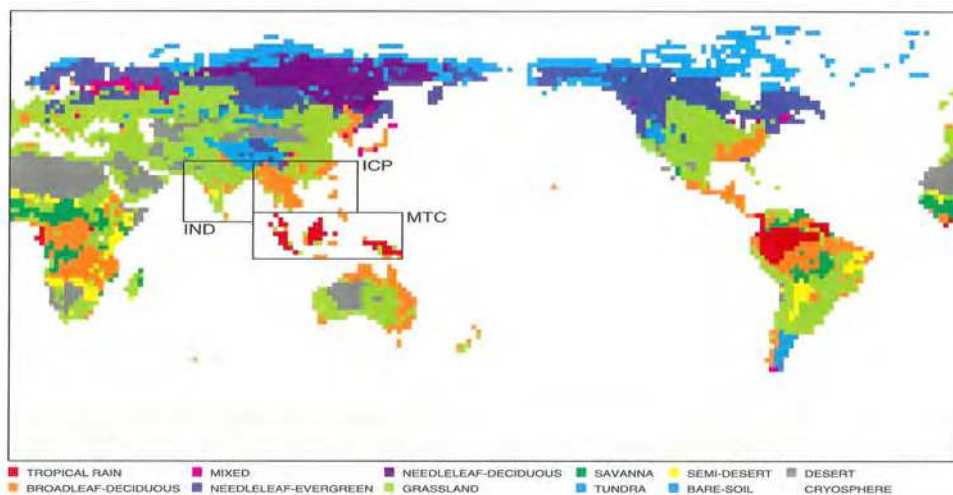 ICP
MTC
IND
TROPICAL RAIN MIXED NEEDLELEAF-DECIDUOUS SAVANNA SEMI-DESERT DESERT
BROADLEAF-DECIDUOUS NEEDLELEAF-EVERGREEN GRASSLAND TUNDRA BARE-SOIL CRYOSPHERE